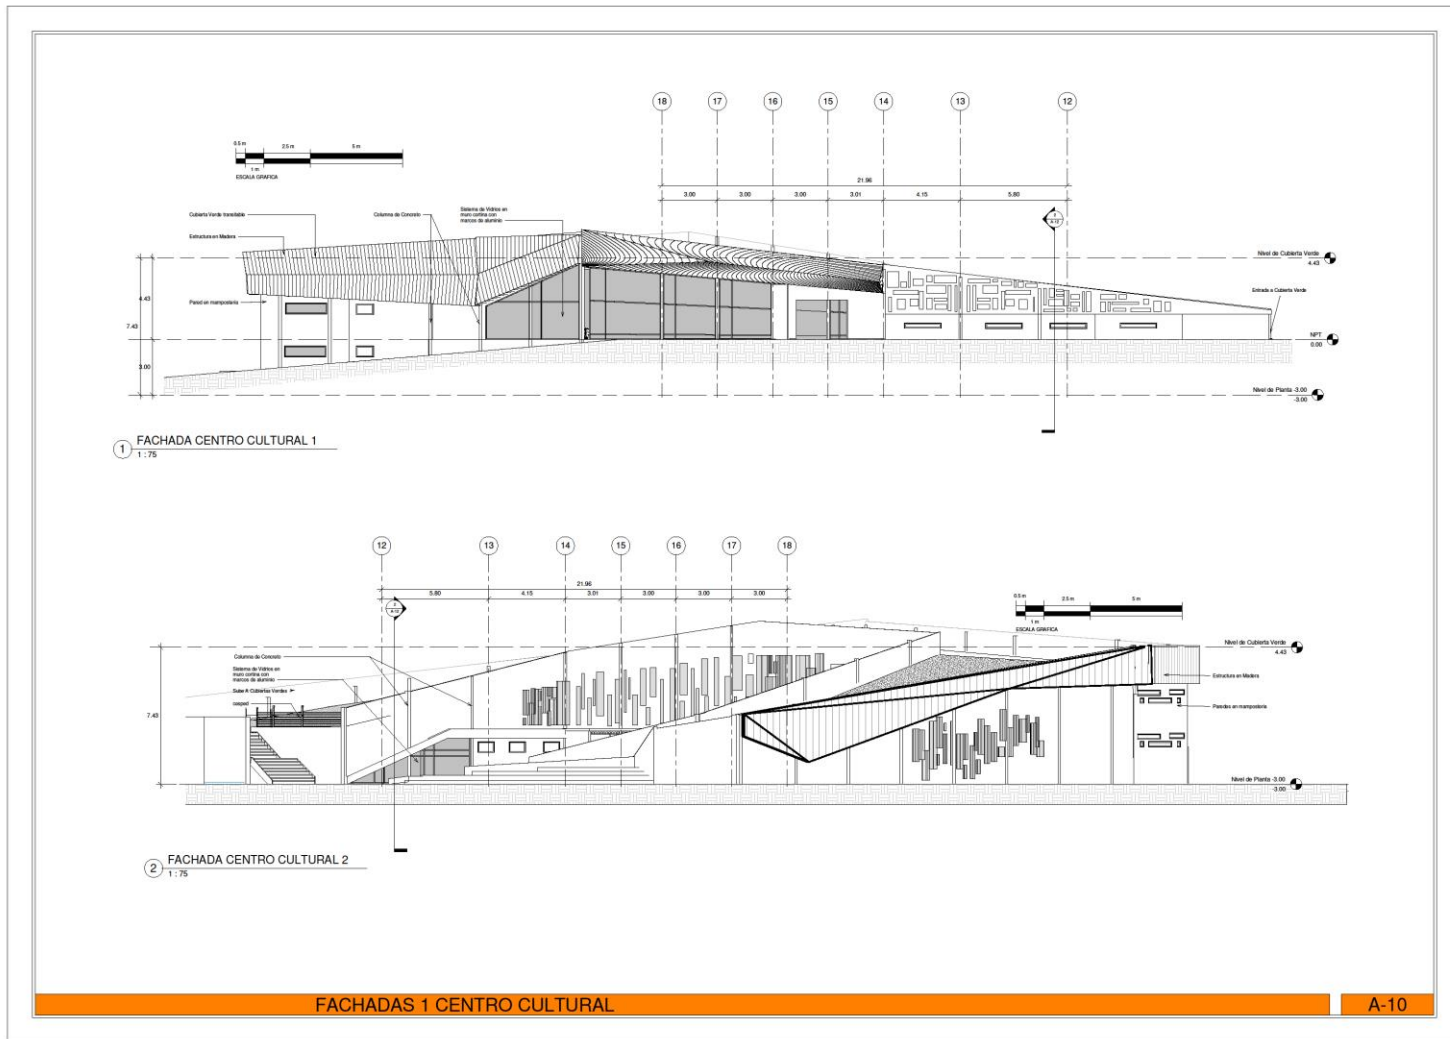 18 17 16 15 14 13 12
0.5 m 2.5 m 5 m
1 m
ESCALA GRAFICA
21.96
3.00 3.00 3.00 3.01 4.15 5.80
Cubierta Verde transitable
Estructura en Madera
Columna de Concreto
Sistema de Vidrios en
muro cortina con
marcos de aluminio
2
A-12
Nivel de Cubierta Verde
4.43
Pared en mampostería
Entrada a Cubierta Verde
4.43
7.43
3.00
NPT
0.00
Nivel de Planta -3.00
-3.00
1 FACHADA CENTRO CULTURAL 1
1 : 75
12 13 14 15 16 17 18
21.96
5.80 4.15 3.01 3.00 3.00 3.00
2
A-12
0.5 m 2.5 m 5 m
1 m
ESCALA GRAFICA
Nivel de Cubierta Verde
4.43
Columna de Concreto
Sistema de Vidrios en
muro cortina con
marcos de aluminio
Sube A Cubiertas Verdes
cesped
Estructura en Madera
Paredes en mampostería
7.43
Nivel de Planta -3.00
-3.00
2 FACHADA CENTRO CULTURAL 2
1 : 75
FACHADAS 1 CENTRO CULTURAL
A-10